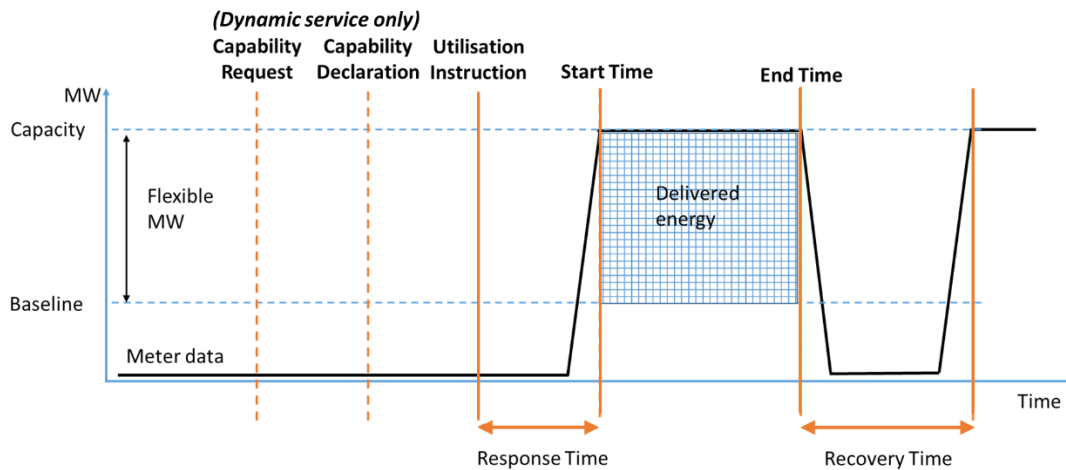 (Dynamic service only)
Capability Capability Utilisation
Request Declaration Instruction Start Time End Time
MW
Capacity
Flexible
MW
Delivered
energy
Baseline
Meter data
Time
Response Time Recovery Time